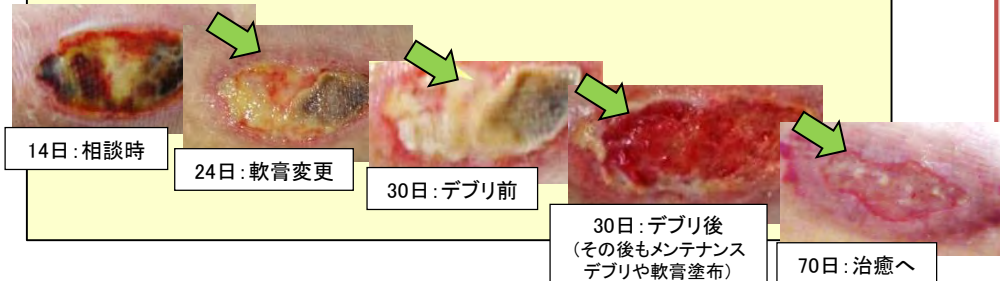 14日：相談時
24日：軟膏変更
30日：デブリ前
30日：デブリ後
（その後もメンテナンス
デブリや軟膏塗布）
70日：治癒へ